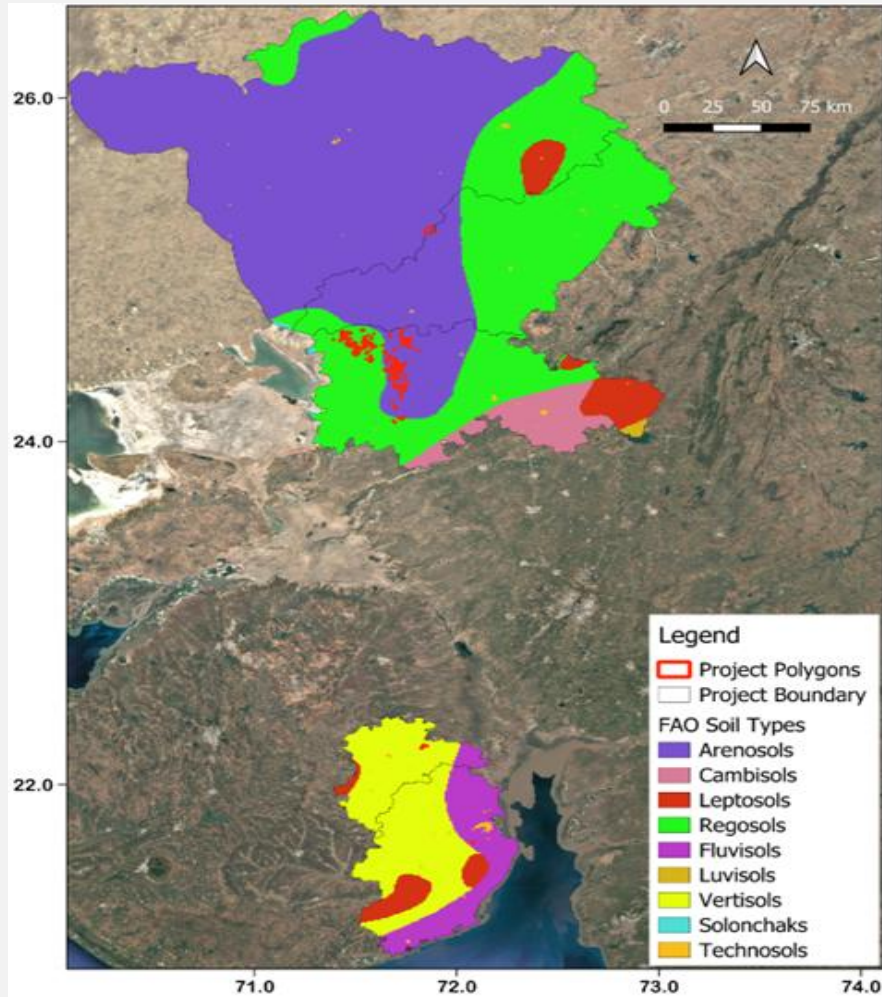 26.0
0 25 50 75 km
24.0
22.0
Legend
Project Polygons
Project Boundary
FAO Soil Types
Arenosols
Cambisols
Leptosols
Regosols
Fluvisols
Luvisols
Vertisols
Solonchaks
Technosols
71.0 72.0 73.0 74.0